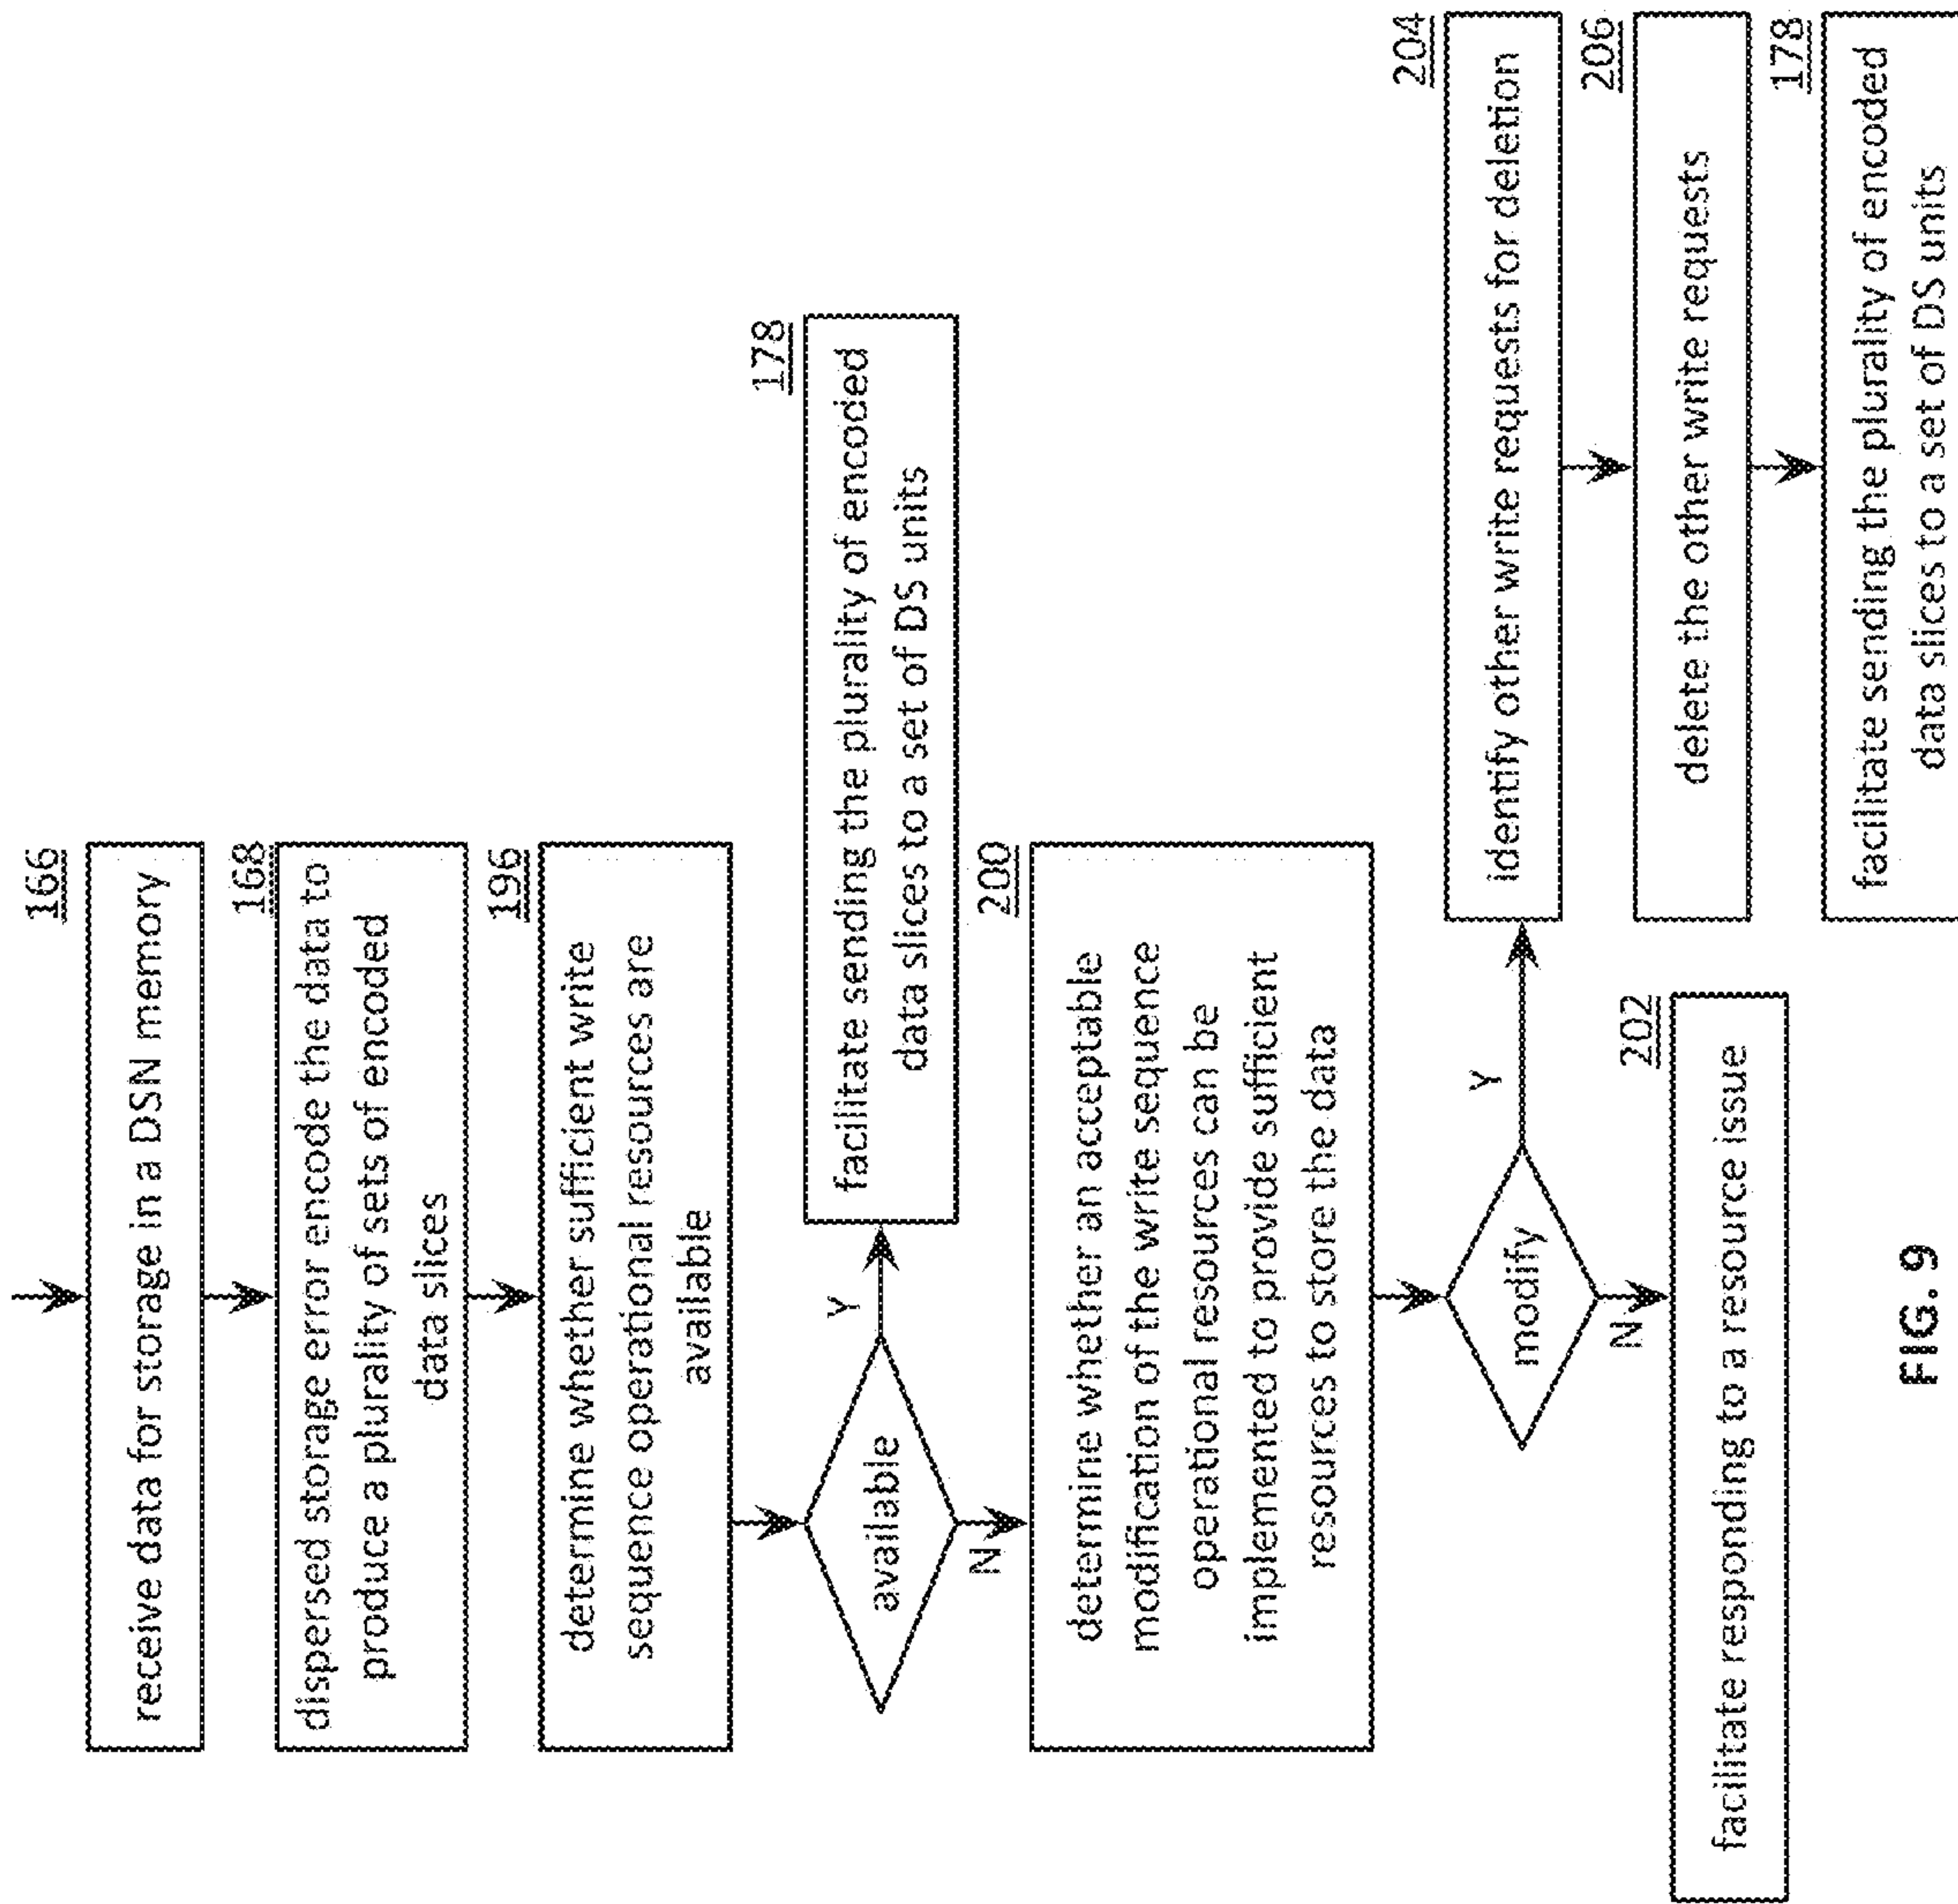 166
receive data for storage in a DSN memory
168
dispersed storage error encode the data to
produce a plurality of sets of encoded
data slices
196
determine whether sufficient write
sequence operational resources are
available
available
Y
N
178
facilitate sending the plurality of encoded
data slices to a set of DS units
200
determine whether an acceptable
modification of the write sequence
operational resources can be
implemented to provide sufficient
resources to store the data
modify
Y
N
202
facilitate responding to a resource issue
204
identify other write requests for deletion
206
delete the other write requests
178
facilitate sending the plurality of encoded
data slices to a set of DS units
FIG. 9